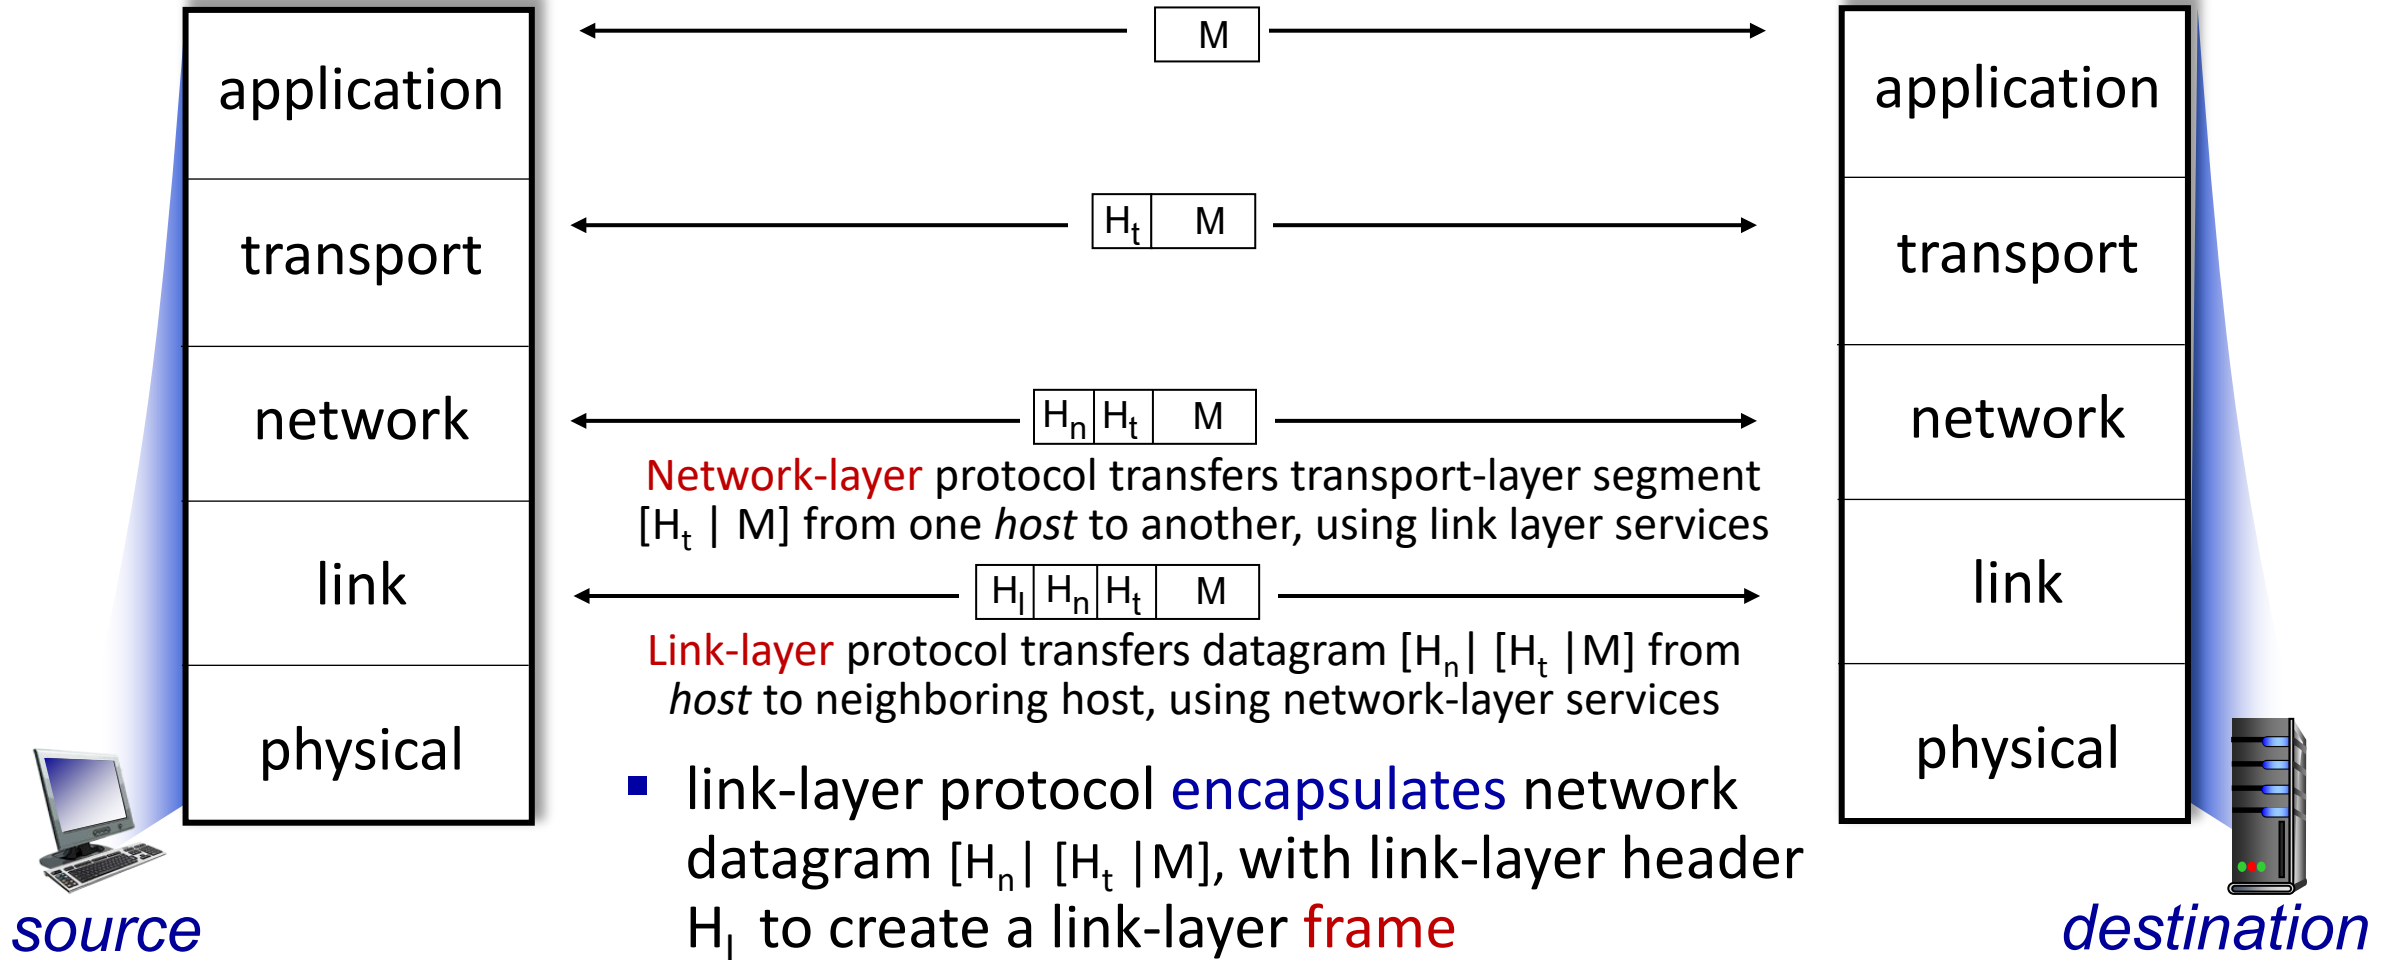 M
application
application
Ht M
transport
transport
Hn Ht M
network
network
Network-layer protocol transfers transport-layer segment
[Ht | M] from one host to another, using link layer services
Hl Hn Ht M
link
link
Link-layer protocol transfers datagram [Hn| [Ht |M] from
host to neighboring host, using network-layer services
physical
physical
▪ link-layer protocol encapsulates network
datagram [Hn| [Ht |M], with link-layer header
Hl to create a link-layer frame
source
destination